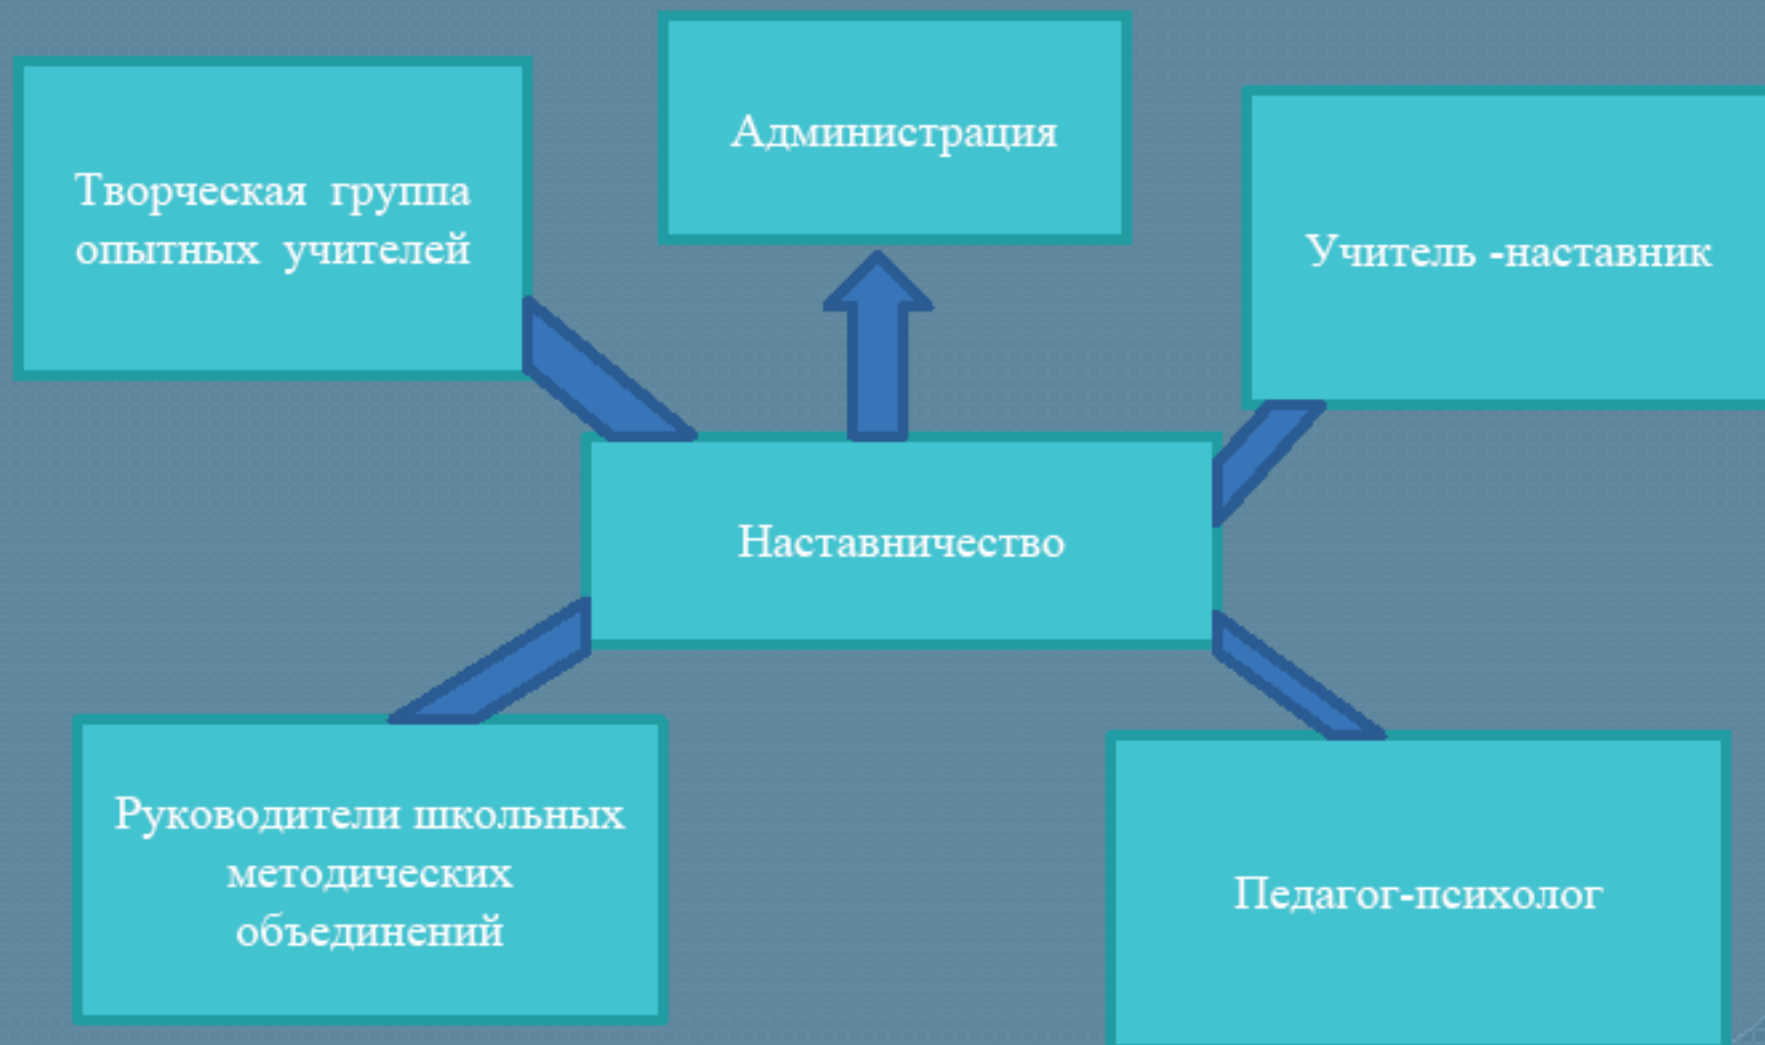 Администрация
Творческая группа
опытных учителей
Учитель -наставник
Наставничество
Руководители школьных
методических
объединений
Педагог-психолог